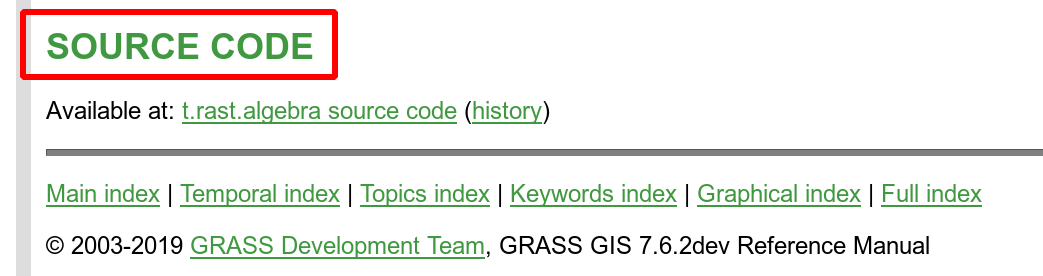 SOURCE CODE
Available at: t.rast.algebra source code (history)
Main index | Temporal index | Topics index | Keywords index | Graphical index | Full index
© 2003-2019 GRASS Development Team, GRASS GIS 7.6.2dev Reference Manual